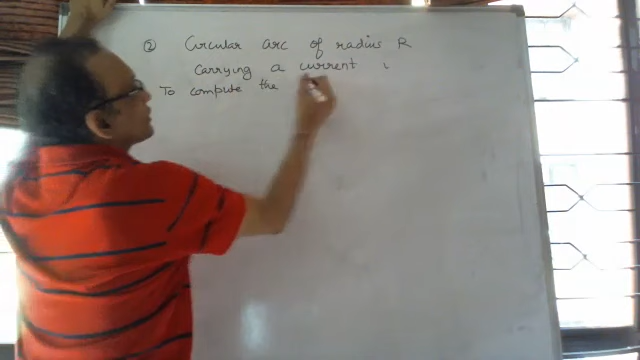 ② Circular arc of radius R
carrying a current i
To compute the